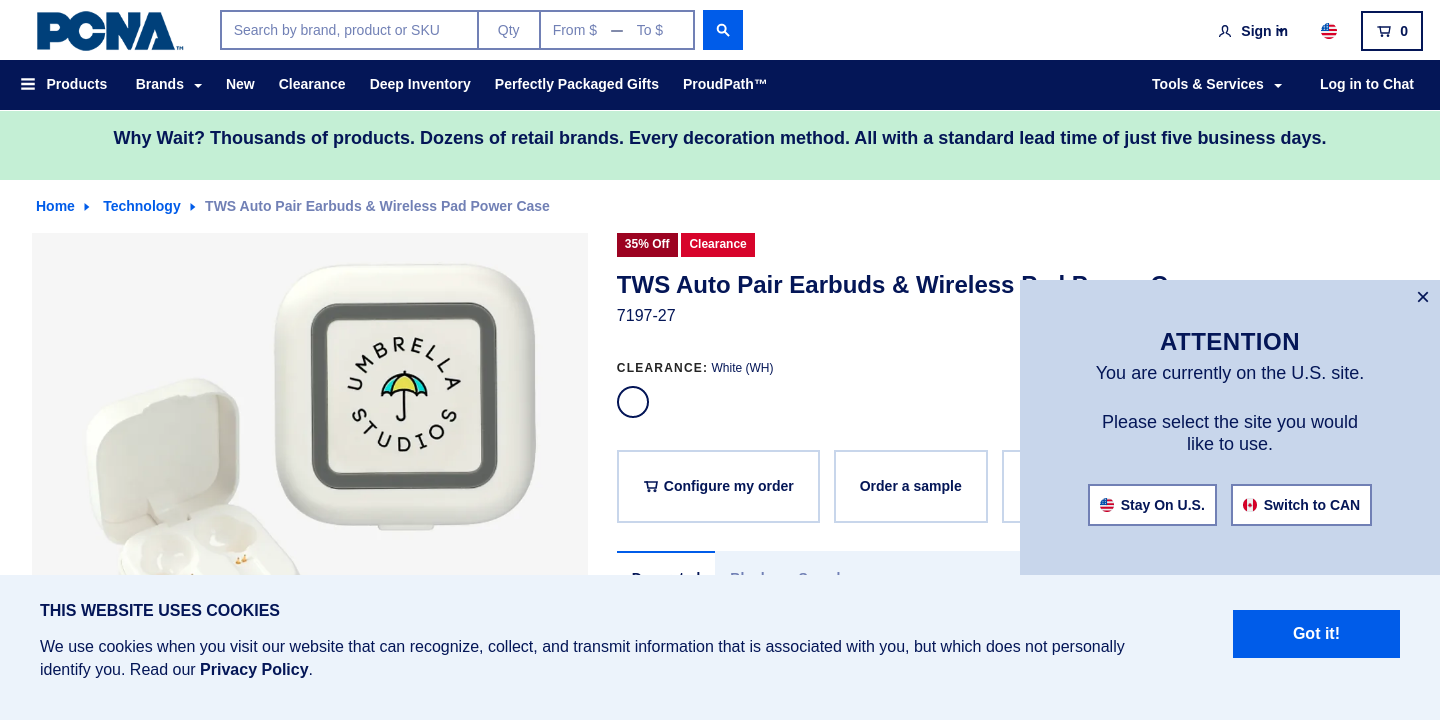 PCNA™
Search by brand, product or SKU
Qty
From $ — To $
Sign in
0
Products
Brands
New
Clearance
Deep Inventory
Perfectly Packaged Gifts
ProudPath™
Tools & Services
Log in to Chat
Why Wait? Thousands of products. Dozens of retail brands. Every decoration method. All with a standard lead time of just five business days.
Home
Technology
TWS Auto Pair Earbuds & Wireless Pad Power Case
UMBRELLA
STUDIOS
35% Off
Clearance
TWS Auto Pair Earbuds & Wireless
7197-27
CLEARANCE: White (WH)
Configure my order
Order a sample
×
ATTENTION
You are currently on the U.S. site.
Please select the site you would
like to use.
Stay On U.S.
Switch to CAN
THIS WEBSITE USES COOKIES
We use cookies when you visit our website that can recognize, collect, and transmit information that is associated with you, but which does not personally
identify you. Read our Privacy Policy.
Got it!